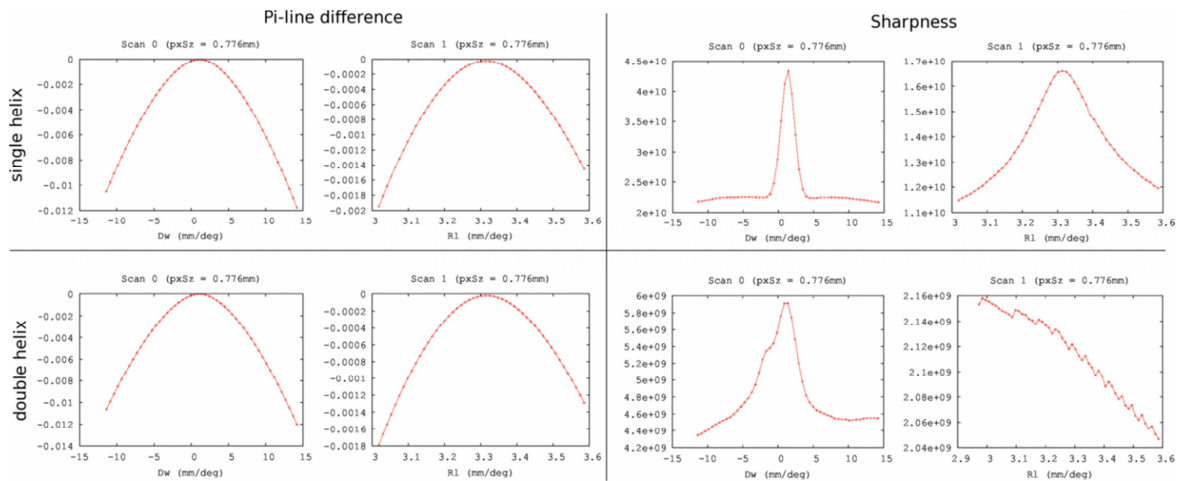 Pi-line difference
Sharpness
single helix
double helix
Scan 0 (pxSz = 0.776mm)
0
-0.002
-0.004
-0.006
-0.008
-0.01
-0.012
-15 -10 -5 0 5 10 15
Dw (mm/deg)
Scan 1 (pxSz = 0.776mm)
0
-0.0002
-0.0004
-0.0006
-0.0008
-0.001
-0.0012
-0.0014
-0.0016
-0.0018
-0.002
3 3.1 3.2 3.3 3.4 3.5 3.6
Rl (mm/deg)
Scan 0 (pxSz = 0.776mm)
4.5e+10
4e+10
3.5e+10
3e+10
2.5e+10
2e+10
-15 -10 -5 0 5 10 15
Dw (mm/deg)
Scan 1 (pxSz = 0.776mm)
1.7e+10
1.6e+10
1.5e+10
1.4e+10
1.3e+10
1.2e+10
1.1e+10
3 3.1 3.2 3.3 3.4 3.5 3.6
Rl (mm/deg)
Scan 0 (pxSz = 0.776mm)
0
-0.002
-0.004
-0.006
-0.008
-0.01
-0.012
-0.014
-15 -10 -5 0 5 10 15
Dw (mm/deg)
Scan 1 (pxSz = 0.776mm)
0
-0.0002
-0.0004
-0.0006
-0.0008
-0.001
-0.0012
-0.0014
-0.0016
-0.0018
3 3.1 3.2 3.3 3.4 3.5 3.6
Rl (mm/deg)
Scan 0 (pxSz = 0.776mm)
6e+09
5.8e+09
5.6e+09
5.4e+09
5.2e+09
5e+09
4.8e+09
4.6e+09
4.4e+09
4.2e+09
-15 -10 -5 0 5 10 15
Dw (mm/deg)
Scan 1 (pxSz = 0.776mm)
2.16e+09
2.14e+09
2.12e+09
2.1e+09
2.08e+09
2.06e+09
2.04e+09
2.9 3 3.1 3.2 3.3 3.4 3.5 3.6
Rl (mm/deg)